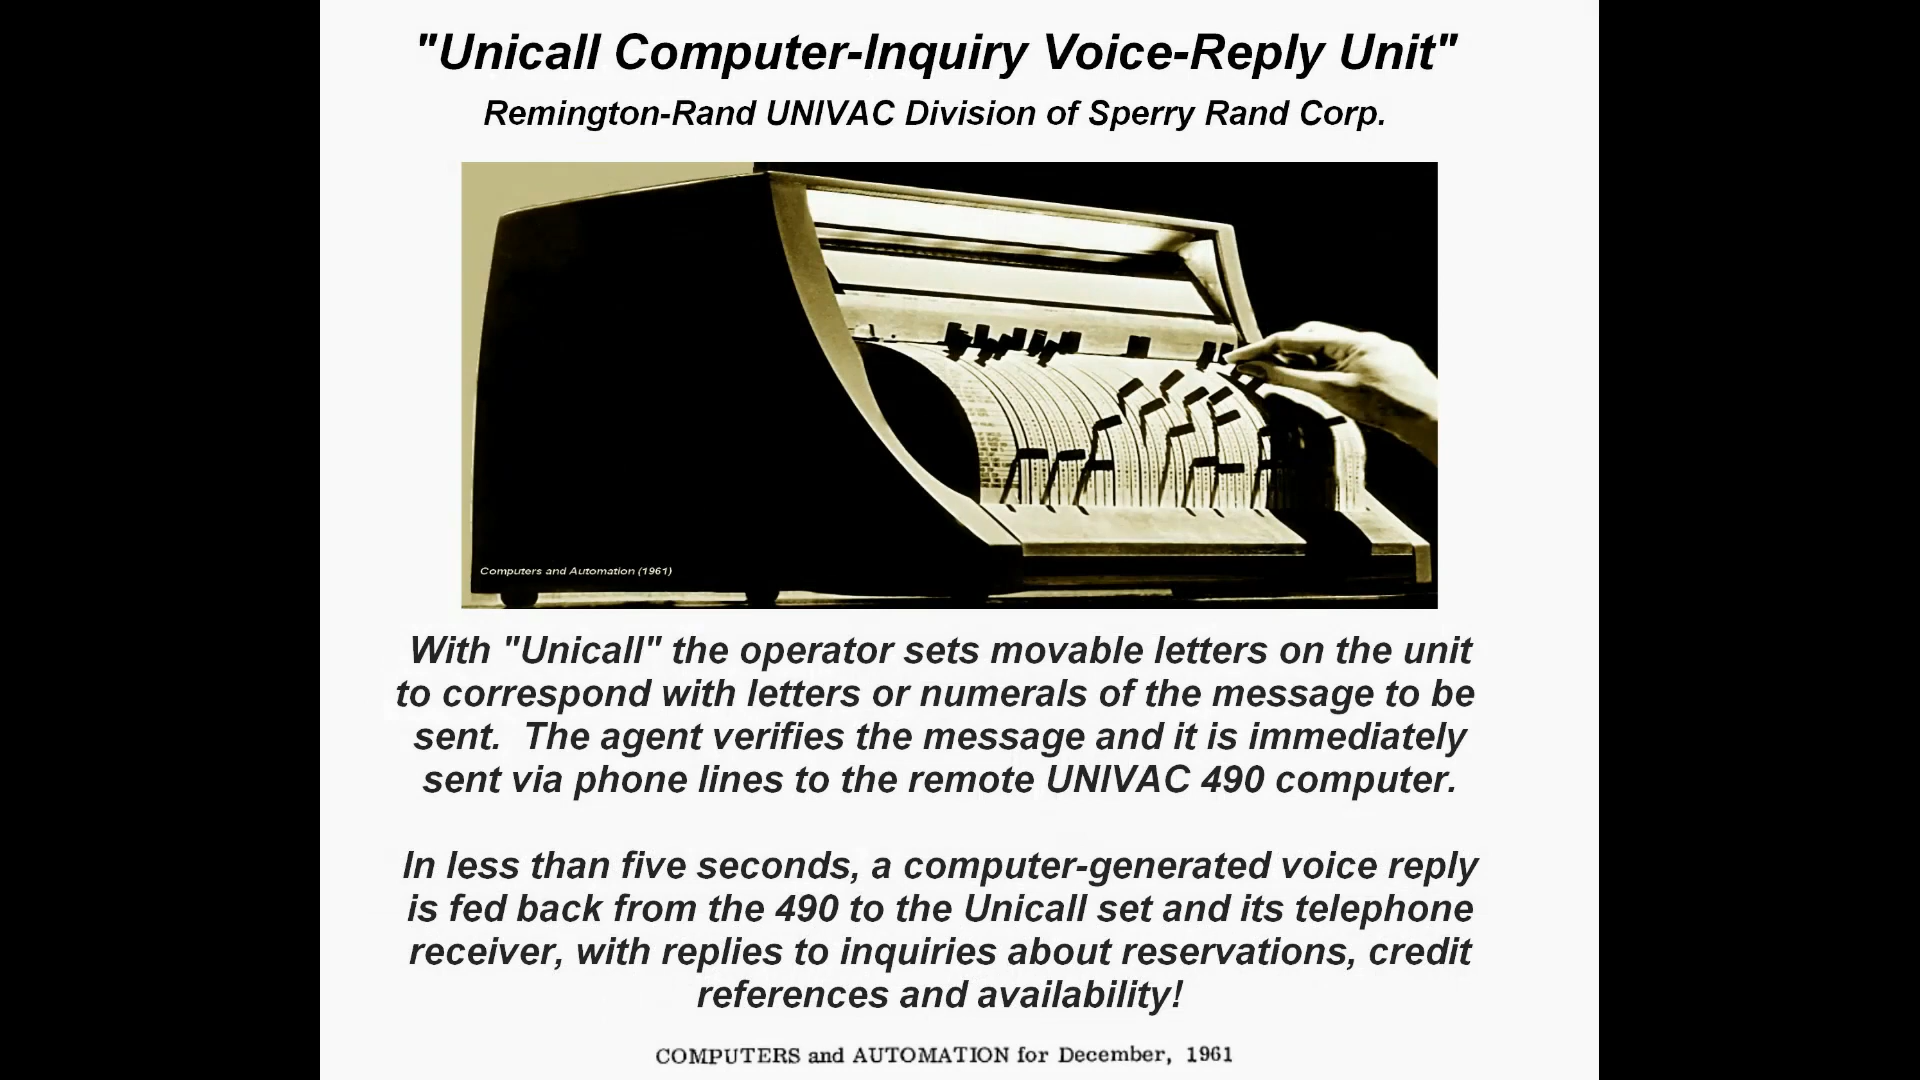 "Unicall Computer-Inquiry Voice-Reply Unit"
Remington-Rand UNIVAC Division of Sperry Rand Corp.
Computers and Automation (1961)
With "Unicall" the operator sets movable letters on the unit
to correspond with letters or numerals of the message to be
sent.  The agent verifies the message and it is immediately
sent via phone lines to the remote UNIVAC 490 computer.
In less than five seconds, a computer-generated voice reply
is fed back from the 490 to the Unicall set and its telephone
receiver, with replies to inquiries about reservations, credit
references and availability!
COMPUTERS and AUTOMATION for December, 1961